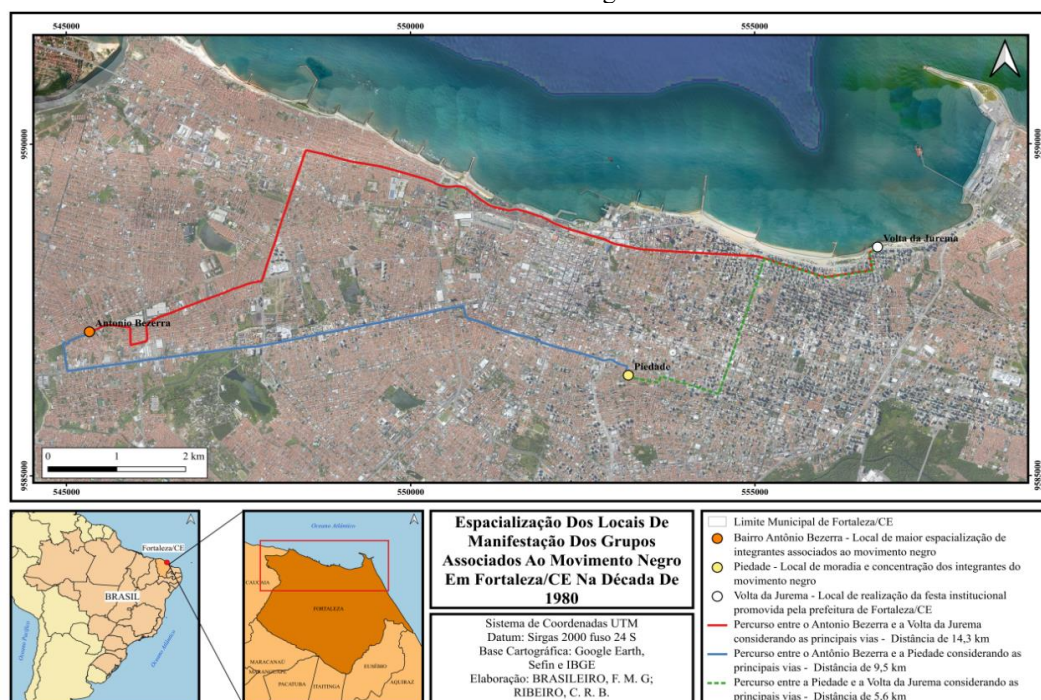 545000
550000
555000
9590000
9590000
Volta da Jurema
Antonio Bezerra
Piedade
0 1 2 km
9585000
9585000
545000
550000
555000
Oceano Atlântico
Fortaleza/CE
BRASIL
Oceano Pacífico
Oceano Atlântico
CAUCAIA
FORTALEZA
MARACANAÚ
MARANGUAPE
PACATUBA
ITAITINGA
EUSÉBIO
AQUIRAZ
Espacialização Dos Locais De
Manifestação Dos Grupos
Associados Ao Movimento Negro
Em Fortaleza/CE Na Década De
1980
Sistema de Coordenadas UTM
Datum: Sirgas 2000 fuso 24 S
Base Cartográfica: Google Earth,
Sefin e IBGE
Elaboração: BRASILEIRO, F. M. G;
RIBEIRO, C. R. B.
Limite Municipal de Fortaleza/CE
Bairro Antônio Bezerra - Local de maior espacialização de
integrantes associados ao movimento negro
Piedade - Local de moradia e concentração dos integrantes do
movimento negro
Volta da Jurema - Local de realização da festa institucional
promovida pela prefeitura de Fortaleza/CE
Percurso entre o Antonio Bezerra e a Volta da Jurema
considerando as principais vias - Distância de 14,3 km
Percurso entre o Antônio Bezerra e a Piedade considerando as
principais vias - Distância de 9,5 km
Percurso entre a Piedade e a Volta da Jurema considerando as
principais vias - Distância de 5,6 km